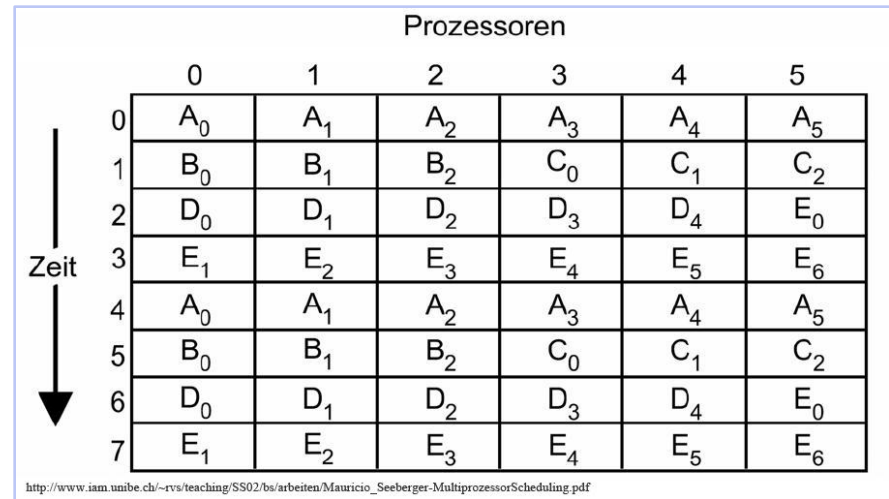 Prozessoren
0 1 2 3 4 5
0 A₀ A₁ A₂ A₃ A₄ A₅
1 B₀ B₁ B₂ C₀ C₁ C₂
2 D₀ D₁ D₂ D₃ D₄ E₀
Zeit 3 E₁ E₂ E₃ E₄ E₅ E₆
4 A₀ A₁ A₂ A₃ A₄ A₅
5 B₀ B₁ B₂ C₀ C₁ C₂
6 D₀ D₁ D₂ D₃ D₄ E₀
7 E₁ E₂ E₃ E₄ E₅ E₆
http://www.iam.unibe.ch/~rvs/teaching/SS02/bs/arbeiten/Mauricio_Seeberger-MultiprozessorScheduling.pdf